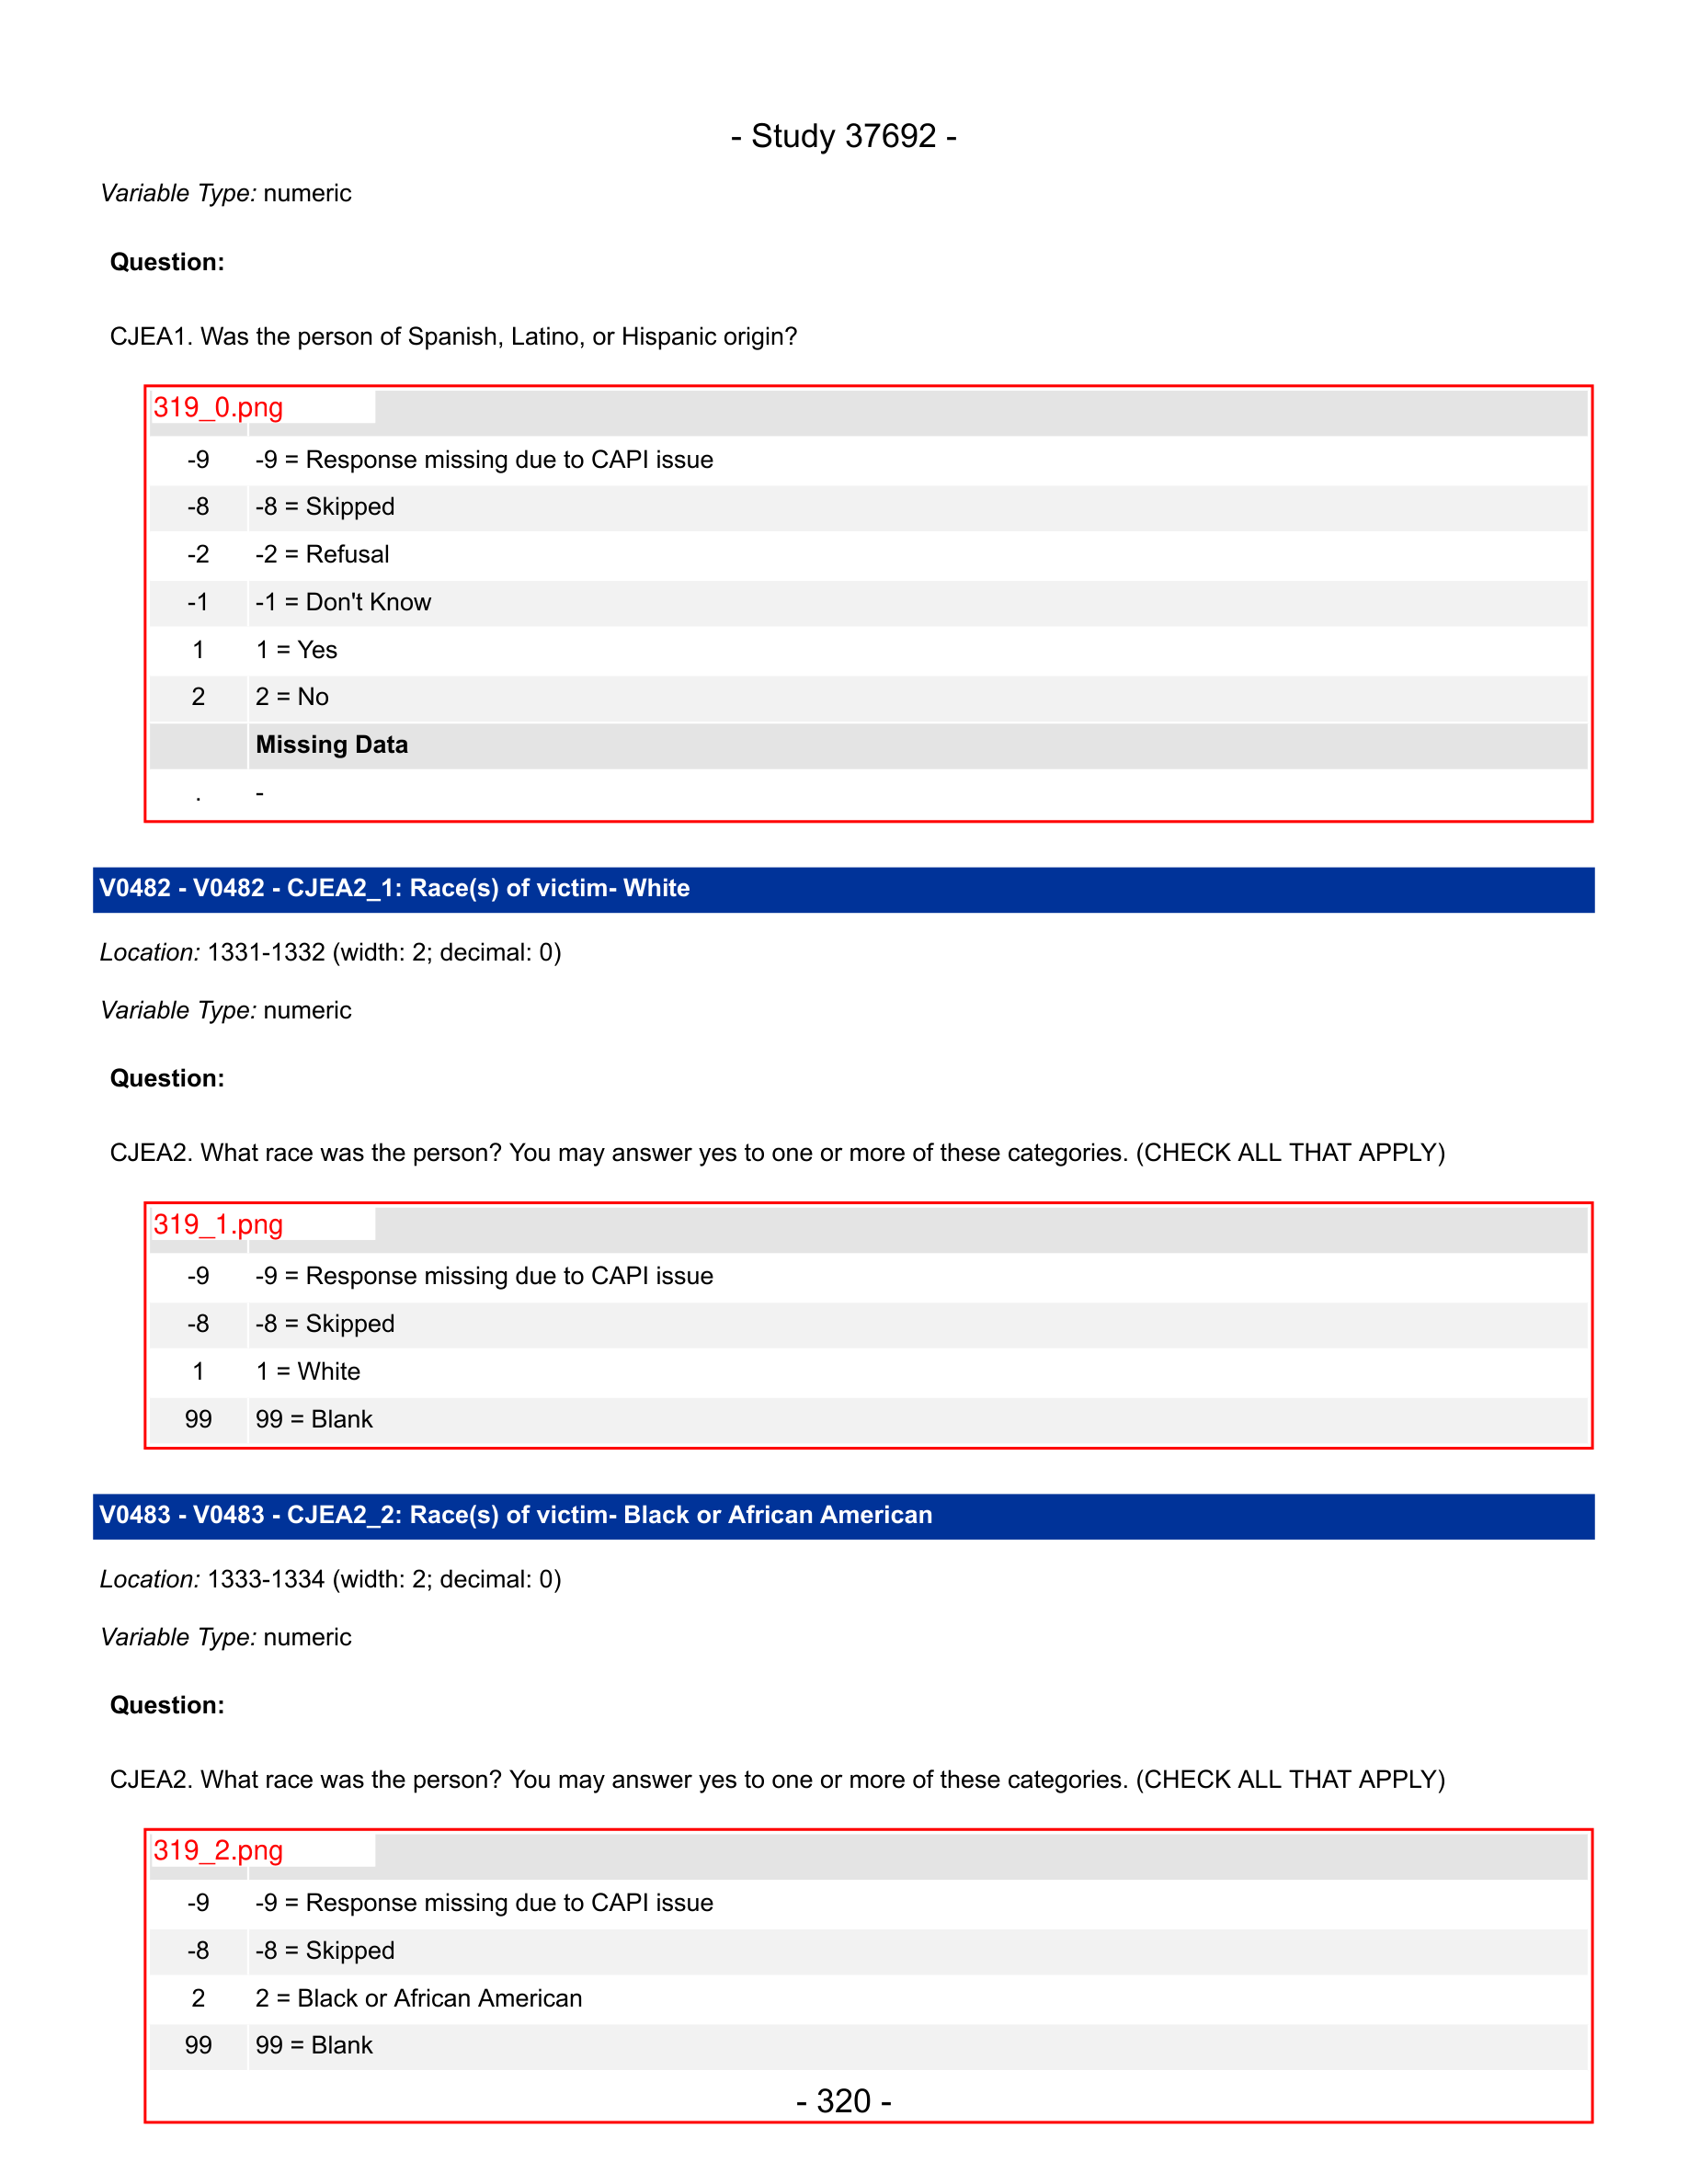 - Study 37692 -
Variable Type: numeric
Question:
CJEA1. Was the person of Spanish, Latino, or Hispanic origin?
319_0.png
-9 -9 = Response missing due to CAPI issue
-8 -8 = Skipped
-2 -2 = Refusal
-1 -1 = Don't Know
1 1 = Yes
2 2 = No
Missing Data
. -
V0482 - V0482 - CJEA2_1: Race(s) of victim- White
Location: 1331-1332 (width: 2; decimal: 0)
Variable Type: numeric
Question:
CJEA2. What race was the person? You may answer yes to one or more of these categories. (CHECK ALL THAT APPLY)
319_1.png
-9 -9 = Response missing due to CAPI issue
-8 -8 = Skipped
1 1 = White
99 99 = Blank
V0483 - V0483 - CJEA2_2: Race(s) of victim- Black or African American
Location: 1333-1334 (width: 2; decimal: 0)
Variable Type: numeric
Question:
CJEA2. What race was the person? You may answer yes to one or more of these categories. (CHECK ALL THAT APPLY)
319_2.png
-9 -9 = Response missing due to CAPI issue
-8 -8 = Skipped
2 2 = Black or African American
99 99 = Blank
- 320 -